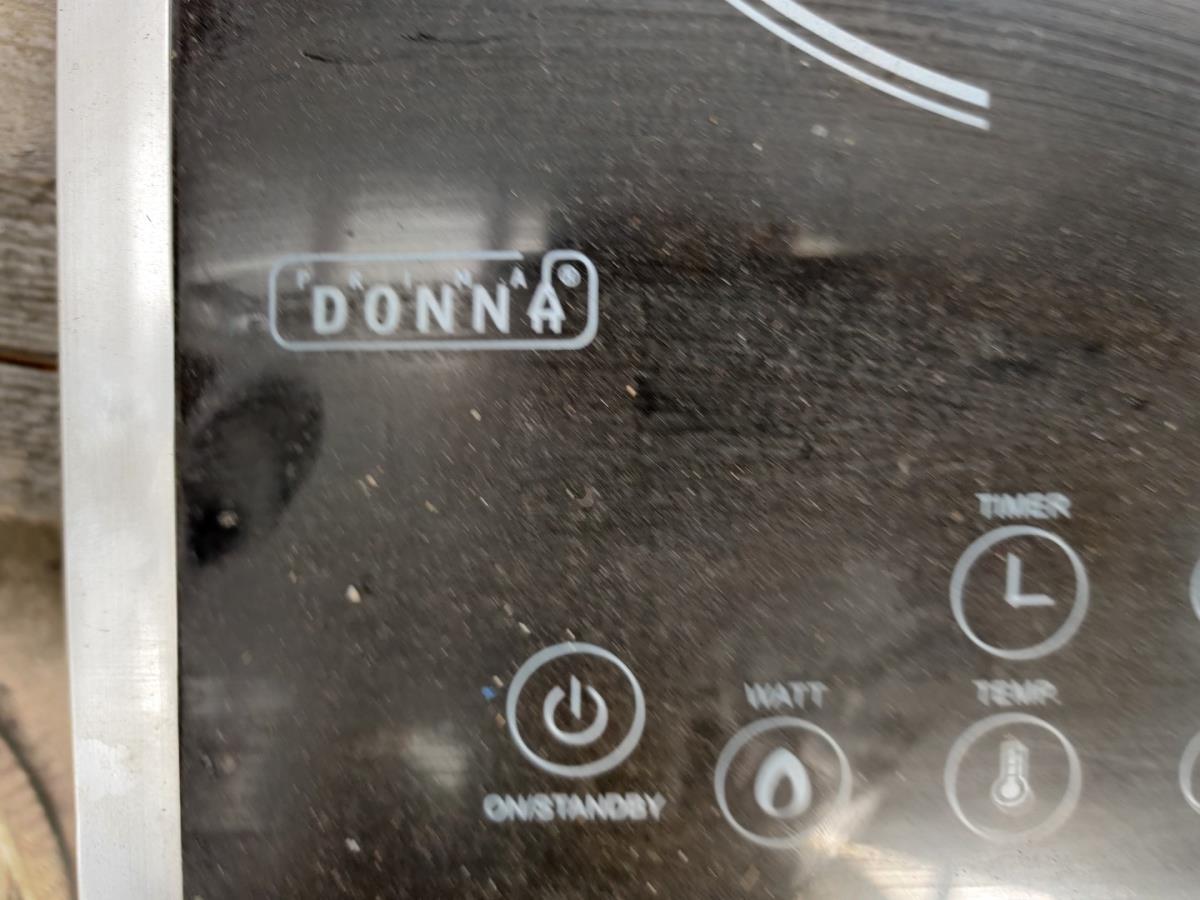 PRIMA®
DONNA
TIMER
WATT
TEMP.
ON/STANDBY